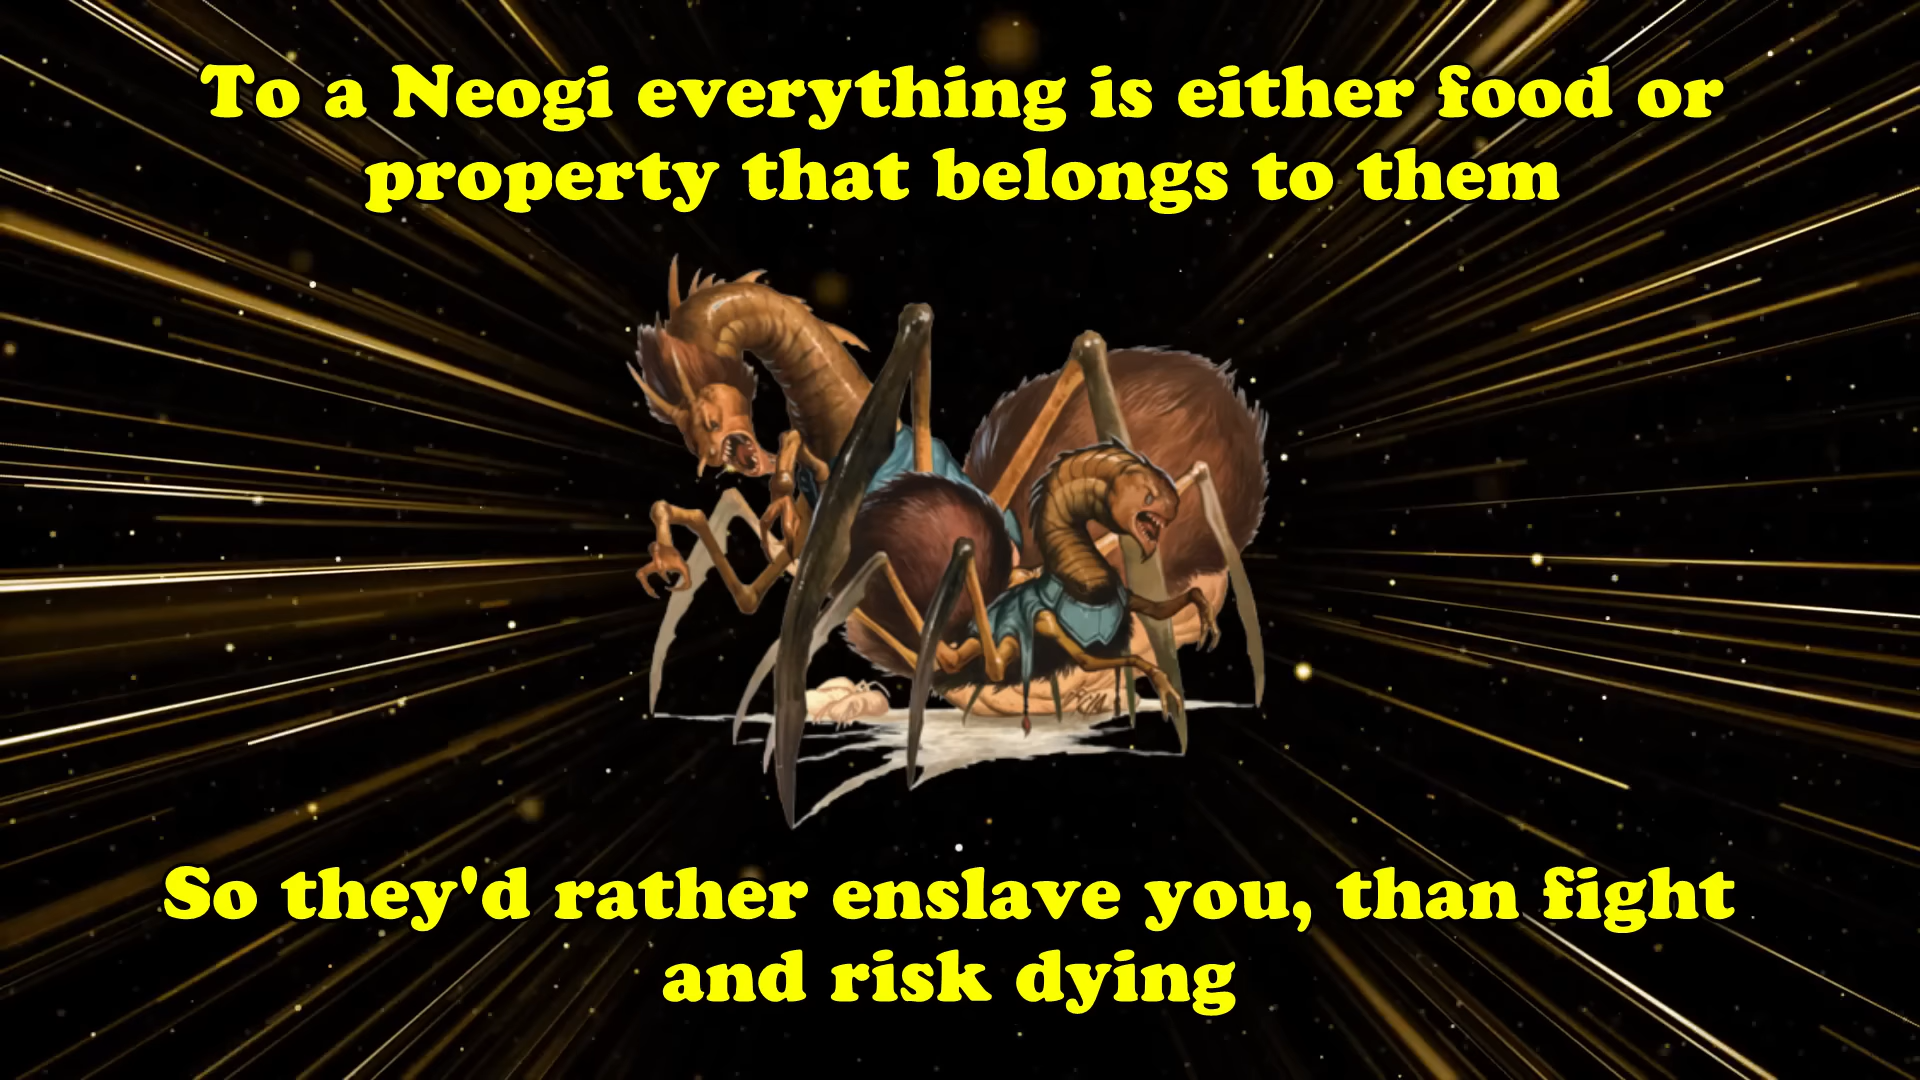 To a Neogi everything is either food or
property that belongs to them
So they'd rather enslave you, than fight
and risk dying